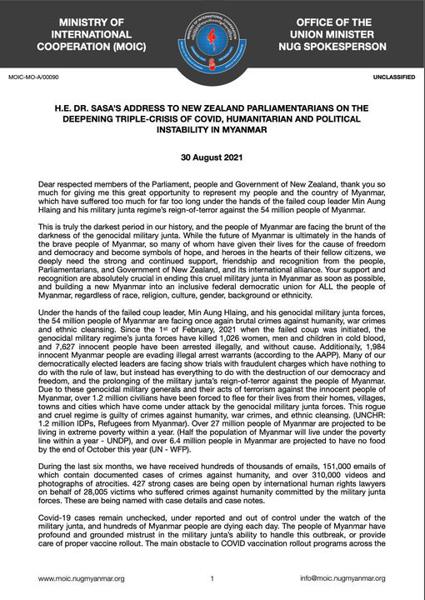 MINISTRY OF
INTERNATIONAL
COOPERATION (MOIC)
OFFICE OF THE
UNION MINISTER
NUG SPOKESPERSON
MOIC-MO-A/00090
UNCLASSIFIED
H.E. DR. SASA'S ADDRESS TO NEW ZEALAND PARLIAMENTARIANS ON THE
DEEPENING TRIPLE-CRISIS OF COVID, HUMANITARIAN AND POLITICAL
INSTABILITY IN MYANMAR
30 August 2021
Dear respected members of the Parliament, people and Government of New Zealand, thank you so
much for giving me this great opportunity to represent my people and the country of Myanmar,
which have suffered too much for far too long under the hands of the failed coup leader Min Aung
Hlaing and his military junta regime's reign-of-terror against the 54 million people of Myanmar.
This is truly the darkest period in our history, and the people of Myanmar are facing the brunt of the
darkness of the genocidal military junta. While the future of Myanmar is ultimately in the hands of
the brave people of Myanmar, so many of whom have given their lives for the cause of freedom
and democracy and become symbols of hope, and heroes in the hearts of their fellow citizens, we
deeply need the strong and continued support, friendship and recognition from the people,
Parliamentarians, and Government of New Zealand, and its international alliance. Your support and
recognition are absolutely crucial in ending this cruel military junta in Myanmar as soon as possible,
and building a new Myanmar into an inclusive federal democratic union for ALL the people of
Myanmar, regardless of race, religion, culture, gender, background or ethnicity.
Under the hands of the failed coup leader, Min Aung Hlaing, and his genocidal military junta forces,
the 54 million people of Myanmar are facing once again brutal crimes against humanity, war crimes
and ethnic cleansing. Since the 1st of February, 2021 when the failed coup was initiated, the
genocidal military regime's junta forces have killed 1,026 women, men and children in cold blood,
and 7,627 innocent people have been arrested illegally, and without cause. Additionally, 1,984
innocent Myanmar people are evading illegal arrest warrants (according to the AAPP). Many of our
democratically elected leaders are facing show trials with fraudulent charges which have nothing to
do with the rule of law, but instead has everything to do with the destruction of our democracy and
freedom, and the prolonging of the military junta's reign-of-terror against the people of Myanmar.
Due to these genocidal military generals and their acts of terrorism against the innocent people of
Myanmar, over 1.2 million civilians have been forced to flee for their lives from their homes, villages,
towns and cities which have come under attack by the genocidal military junta forces. This rogue
and cruel regime is guilty of crimes against humanity, war crimes, and ethnic cleansing. (UNCHR:
1.2 million IDPs, Refugees from Myanmar). Over 27 million people of Myanmar are projected to be
living in extreme poverty within a year. (Half the population of Myanmar will live under the poverty
line within a year - UNDP), and over 6.4 million people in Myanmar are projected to have no food
by the end of October this year (UN - WFP).
During the last six months, we have received hundreds of thousands of emails, 151,000 emails of
which contain documented cases of crimes against humanity, and over 310,000 videos and
photographs of atrocities. 427 strong cases are being open by international human rights lawyers
on behalf of 28,005 victims who suffered crimes against humanity committed by the military junta
forces. These are being named with case details and case notes.
Covid-19 cases remain unchecked, under reported and out of control under the watch of the
military junta, and hundreds of Myanmar people are dying each day. The people of Myanmar have
profound and grounded mistrust in the military junta's ability to handle this outbreak, or provide
care of proper vaccine rollout. The main obstacle to COVID vaccination rollout programs across the
www.moic.nugmyanmar.org
1
info@moic.nugmyanmar.org